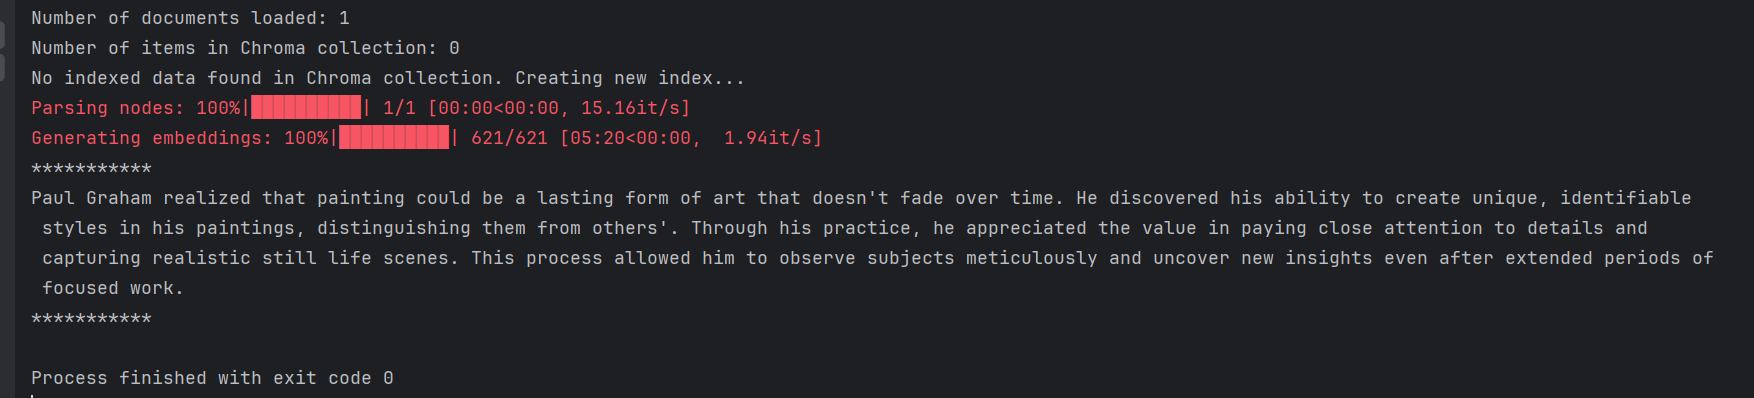 Number of documents loaded: 1
Number of items in Chroma collection: 0
No indexed data found in Chroma collection. Creating new index...
Parsing nodes: 100%|██████████| 1/1 [00:00<00:00, 15.16it/s]
Generating embeddings: 100%|██████████| 621/621 [05:20<00:00,  1.94it/s]
***********
Paul Graham realized that painting could be a lasting form of art that doesn't fade over time. He discovered his ability to create unique, identifiable
styles in his paintings, distinguishing them from others'. Through his practice, he appreciated the value in paying close attention to details and
capturing realistic still life scenes. This process allowed him to observe subjects meticulously and uncover new insights even after extended periods of
focused work.
***********
Process finished with exit code 0